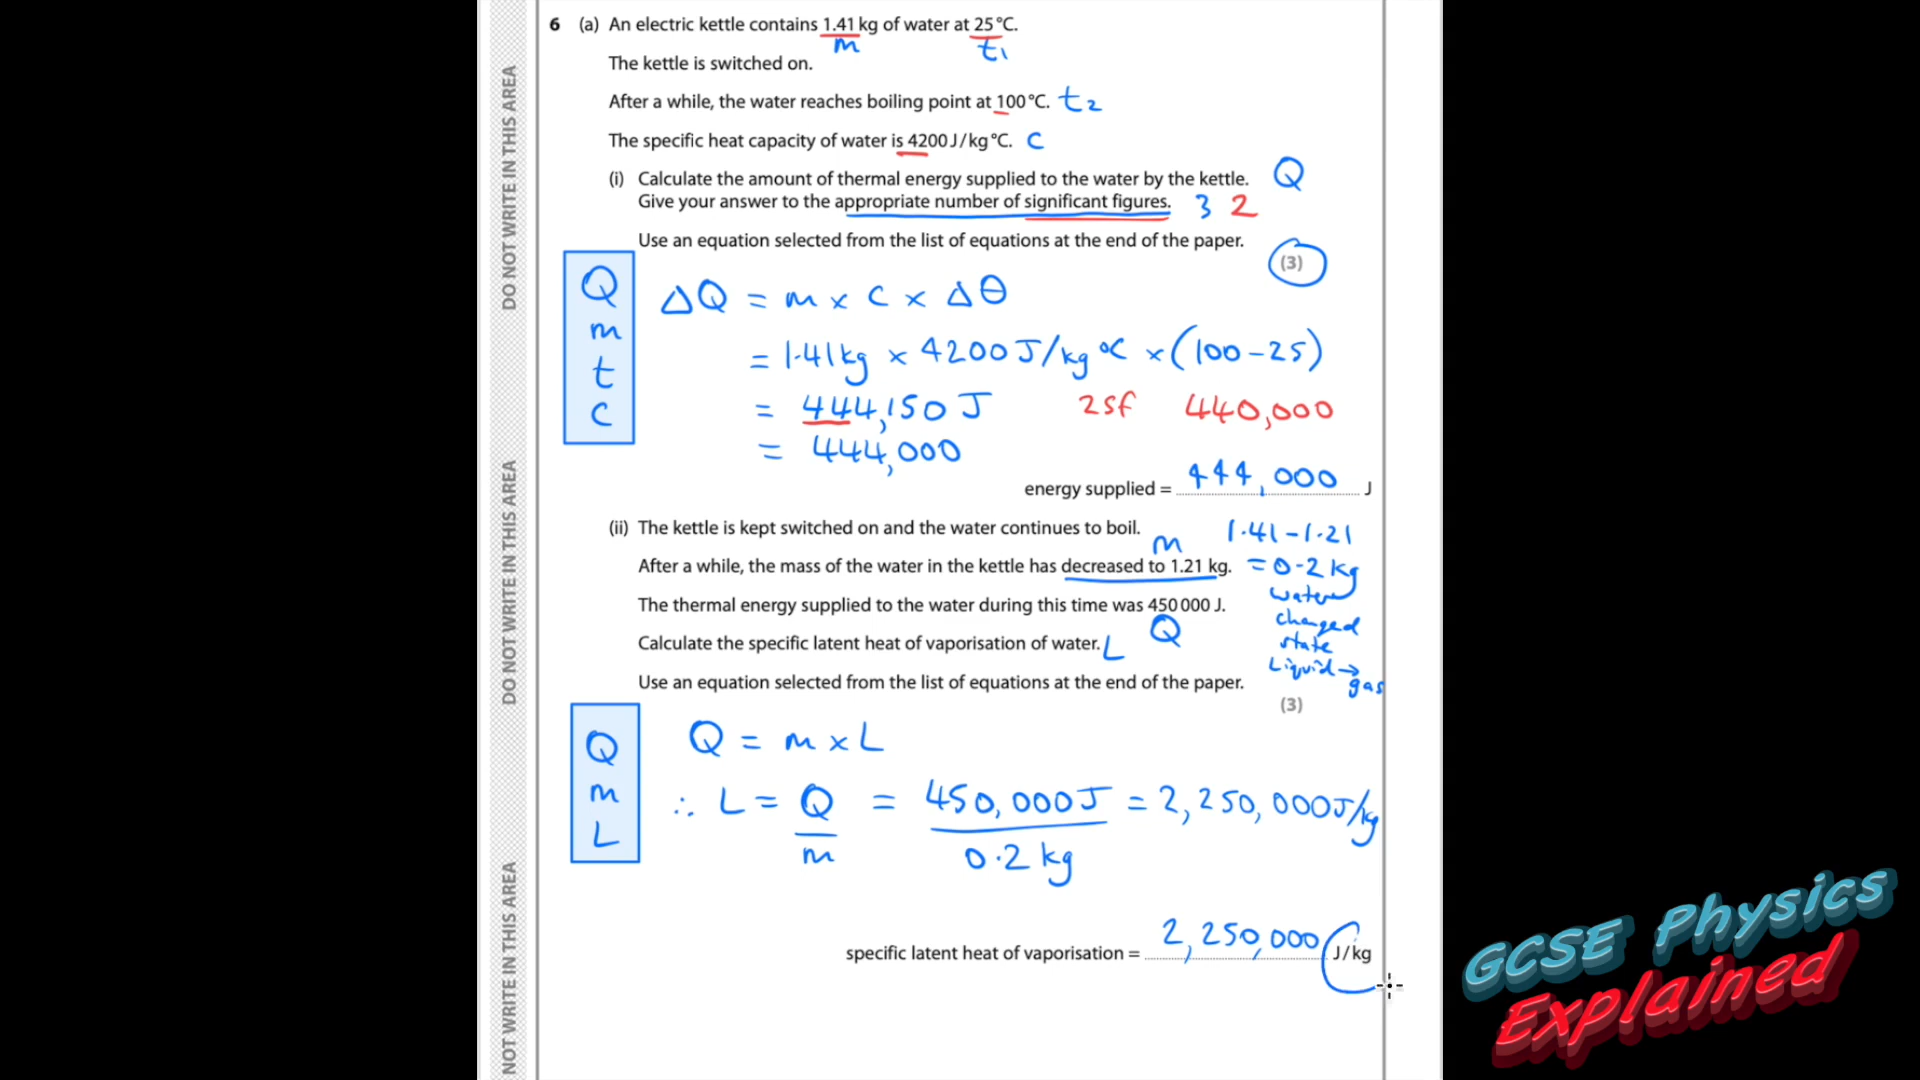 6 (a) An electric kettle contains 1.41 kg of water at 25 °C.
m t₁
The kettle is switched on.
After a while, the water reaches boiling point at 100 °C. t₂
The specific heat capacity of water is 4200 J/kg °C. C
(i) Calculate the amount of thermal energy supplied to the water by the kettle. Q
Give your answer to the appropriate number of significant figures. 3 2
Use an equation selected from the list of equations at the end of the paper.
(3)
Q
m
t
C
ΔQ = m x C x Δθ
= 1.41kg x 4200J/kg°C x (100-25)
= 444,150J 2sf 440,000
= 444,000
energy supplied = 444,000 J
(ii) The kettle is kept switched on and the water continues to boil.
m 1.41-1.21
After a while, the mass of the water in the kettle has decreased to 1.21 kg. = 0.2kg
water
The thermal energy supplied to the water during this time was 450 000 J.
Q changed
state
Calculate the specific latent heat of vaporisation of water. L
Liquid →
gas
Use an equation selected from the list of equations at the end of the paper.
(3)
Q
m
L
Q = m x L
∴ L = Q/m = 450,000J/0.2kg = 2,250,000J/kg
specific latent heat of vaporisation = 2,250,000 J/kg
DO NOT WRITE IN THIS AREA
DO NOT WRITE IN THIS AREA
NOT WRITE IN THIS AREA
GCSE Physics
Explained